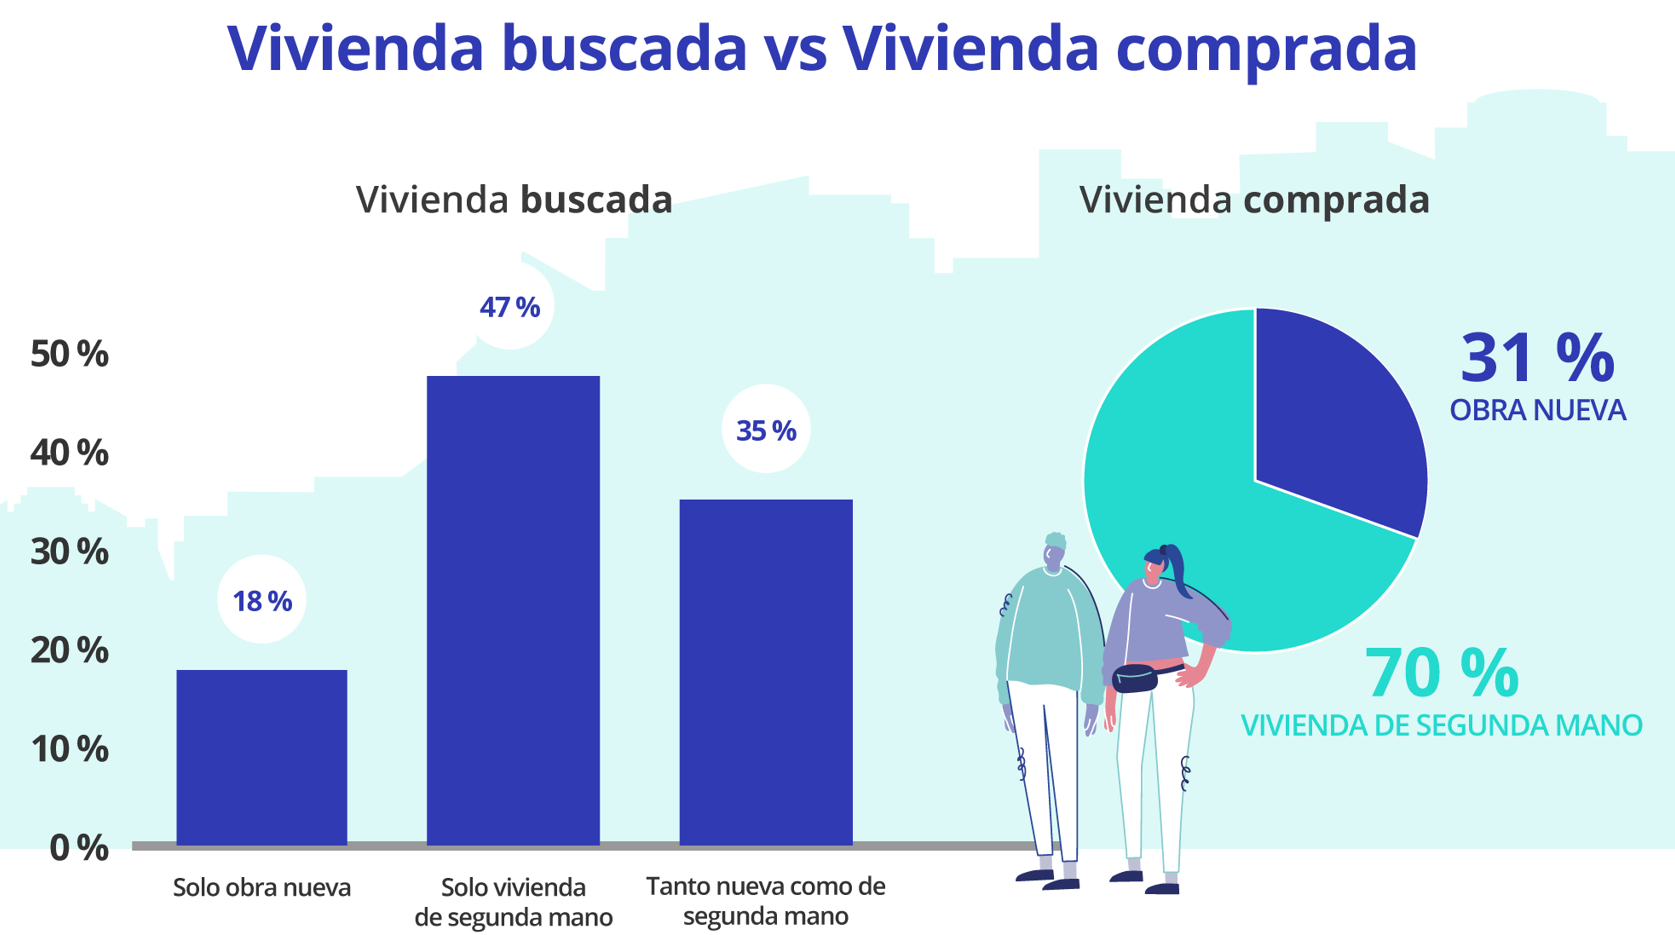 Vivienda buscada vs Vivienda comprada
Vivienda buscada
50 %
40 %
30 %
20 %
10 %
0 %
18 %
47 %
35 %
Solo obra nueva
Solo vivienda
de segunda mano
Tanto nueva como de
segunda mano
Vivienda comprada
31 %
OBRA NUEVA
70 %
VIVIENDA DE SEGUNDA MANO